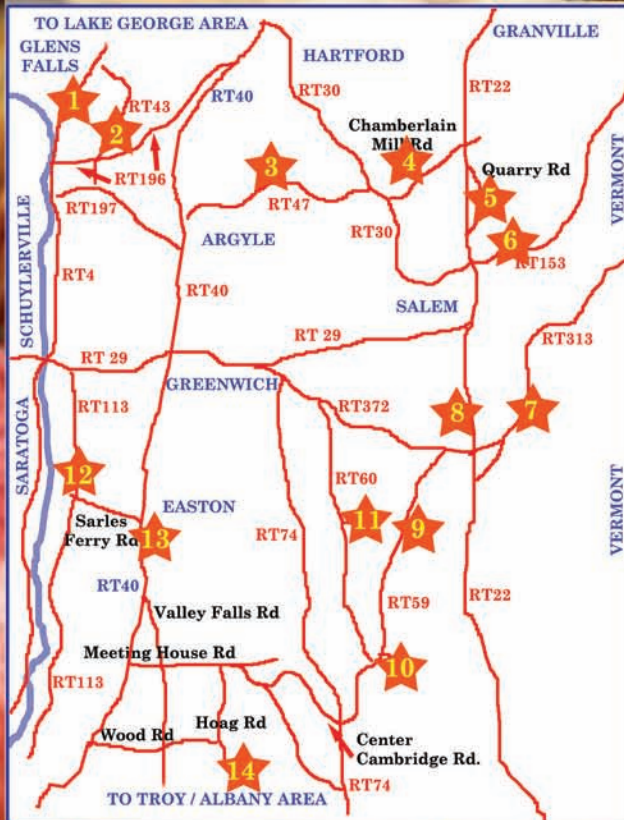 TO LAKE GEORGE AREA
GRANVILLE
GLENS
FALLS
HARTFORD
RT40
RT30
RT22
1
RT43
2
Chamberlain
Mill Rd
4
3
Quarry Rd
RT196
5
RT197
RT47
VERMONT
RT30
6
ARGYLE
RT153
RT4
RT40
SCHUYLERVILLE
SALEM
RT313
RT 29
RT 29
GREENWICH
RT113
RT372
8
7
SARATOGA
12
RT60
EASTON
11
9
VERMONT
Sarles
Ferry Rd
13
RT74
RT40
RT59
RT22
Valley Falls Rd
Meeting House Rd
10
RT113
Hoag Rd
Wood Rd
Center
Cambridge Rd.
14
RT74
TO TROY / ALBANY AREA